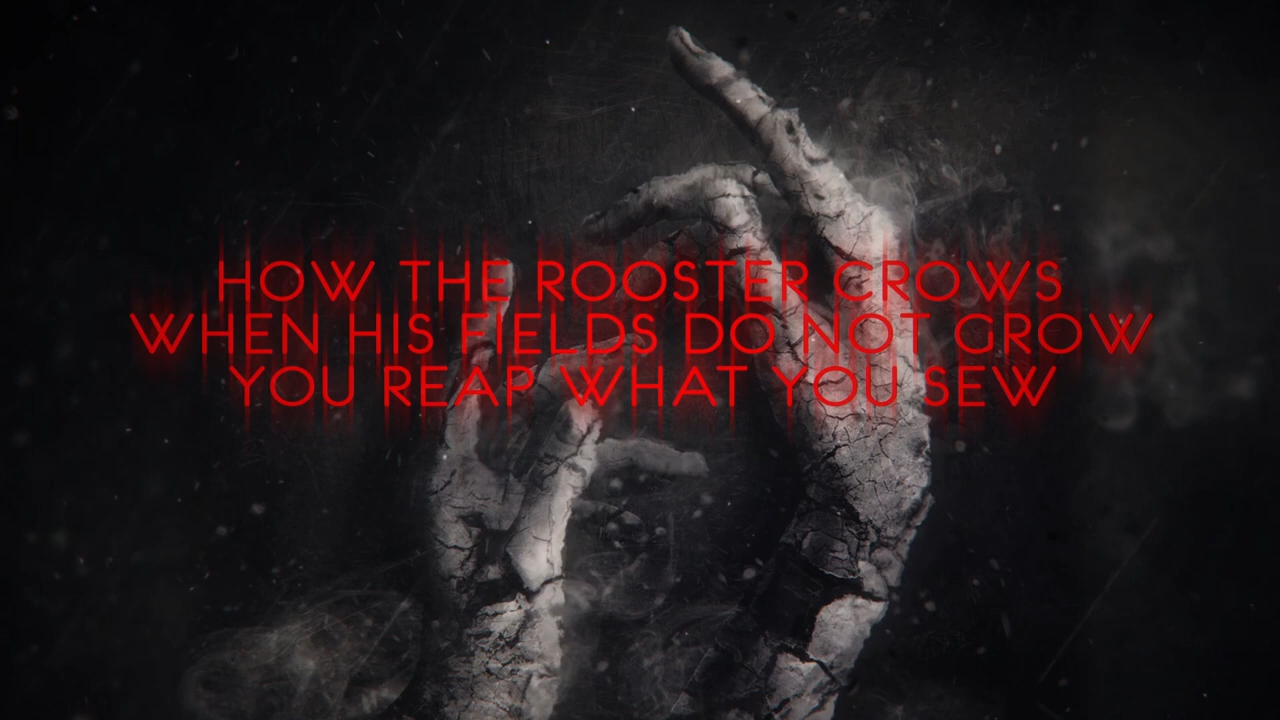 HOW THE ROOSTER CROWS
WHEN HIS FIELDS DO NOT GROW
YOU REAP WHAT YOU SEW